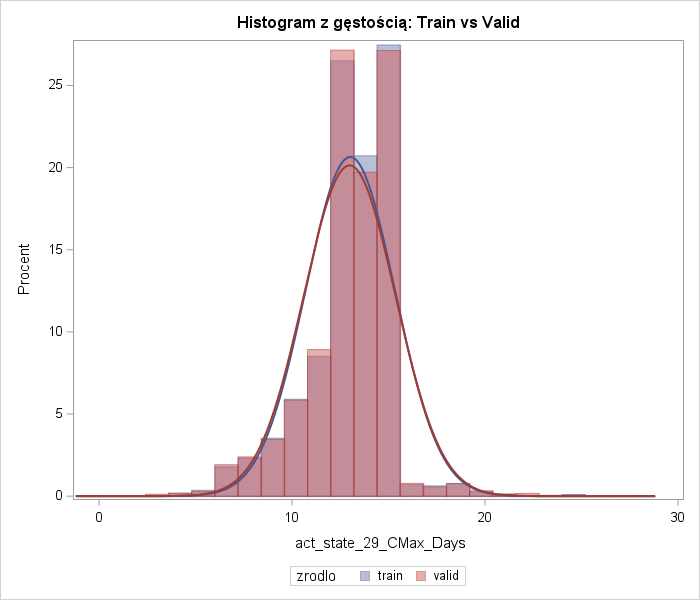 Histogram z gęstością: Train vs Valid
Procent
25
20
15
10
5
0
0 10 20 30
act_state_29_CMax_Days
zrodlo train valid